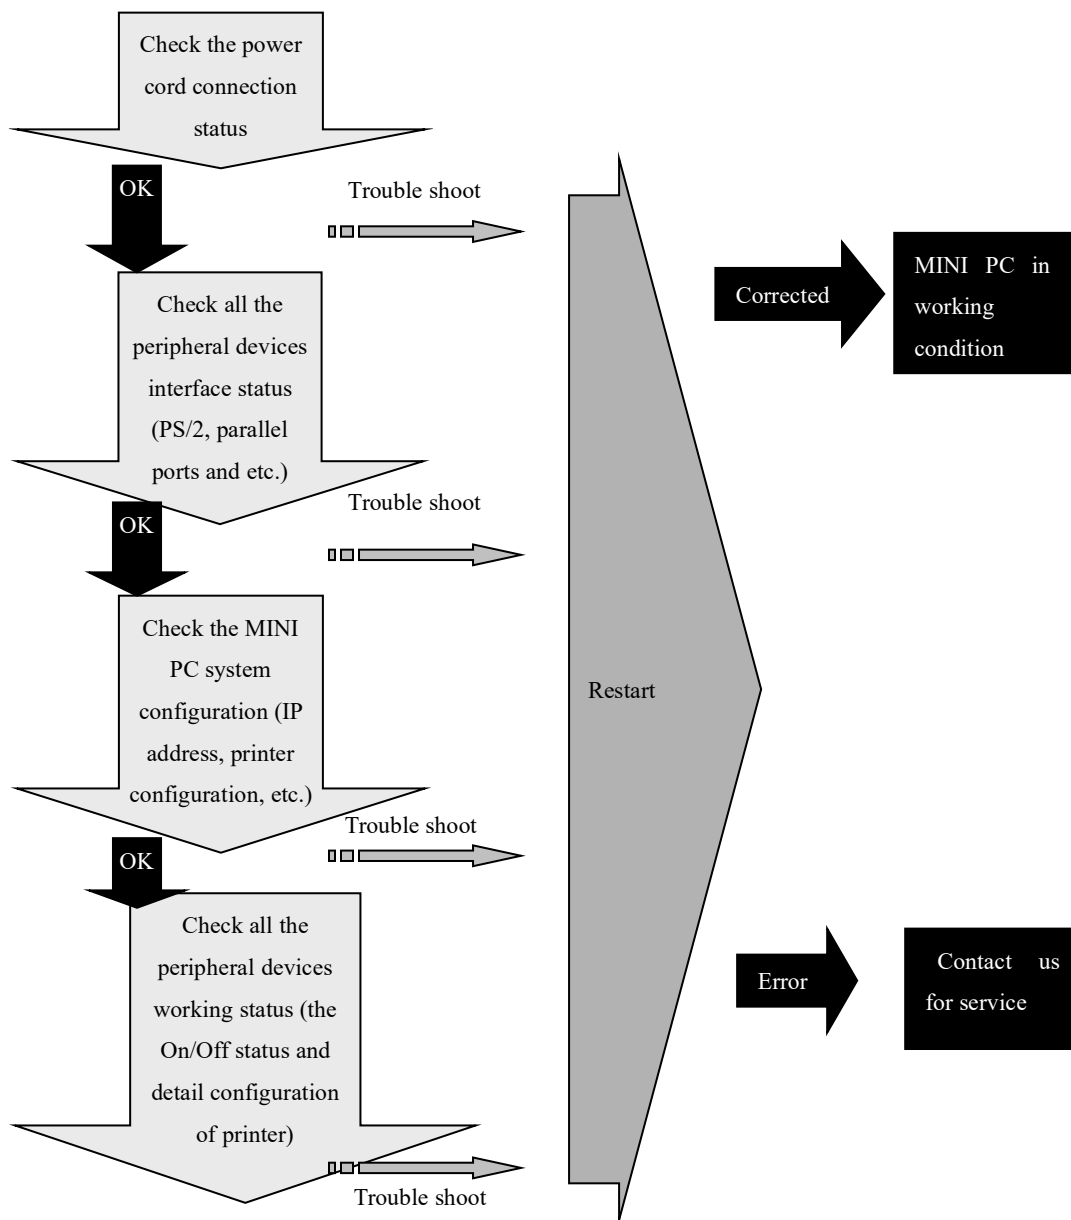 Check the power
cord connection
status
OK
Trouble shoot
Check all the
peripheral devices
interface status
(PS/2, parallel
ports and etc.)
OK
Trouble shoot
Check the MINI
PC system
configuration (IP
address, printer
configuration, etc.)
OK
Trouble shoot
Check all the
peripheral devices
working status (the
On/Off status and
detail configuration
of printer)
Trouble shoot
Restart
Corrected
MINI PC in
working
condition
Error
Contact us
for service